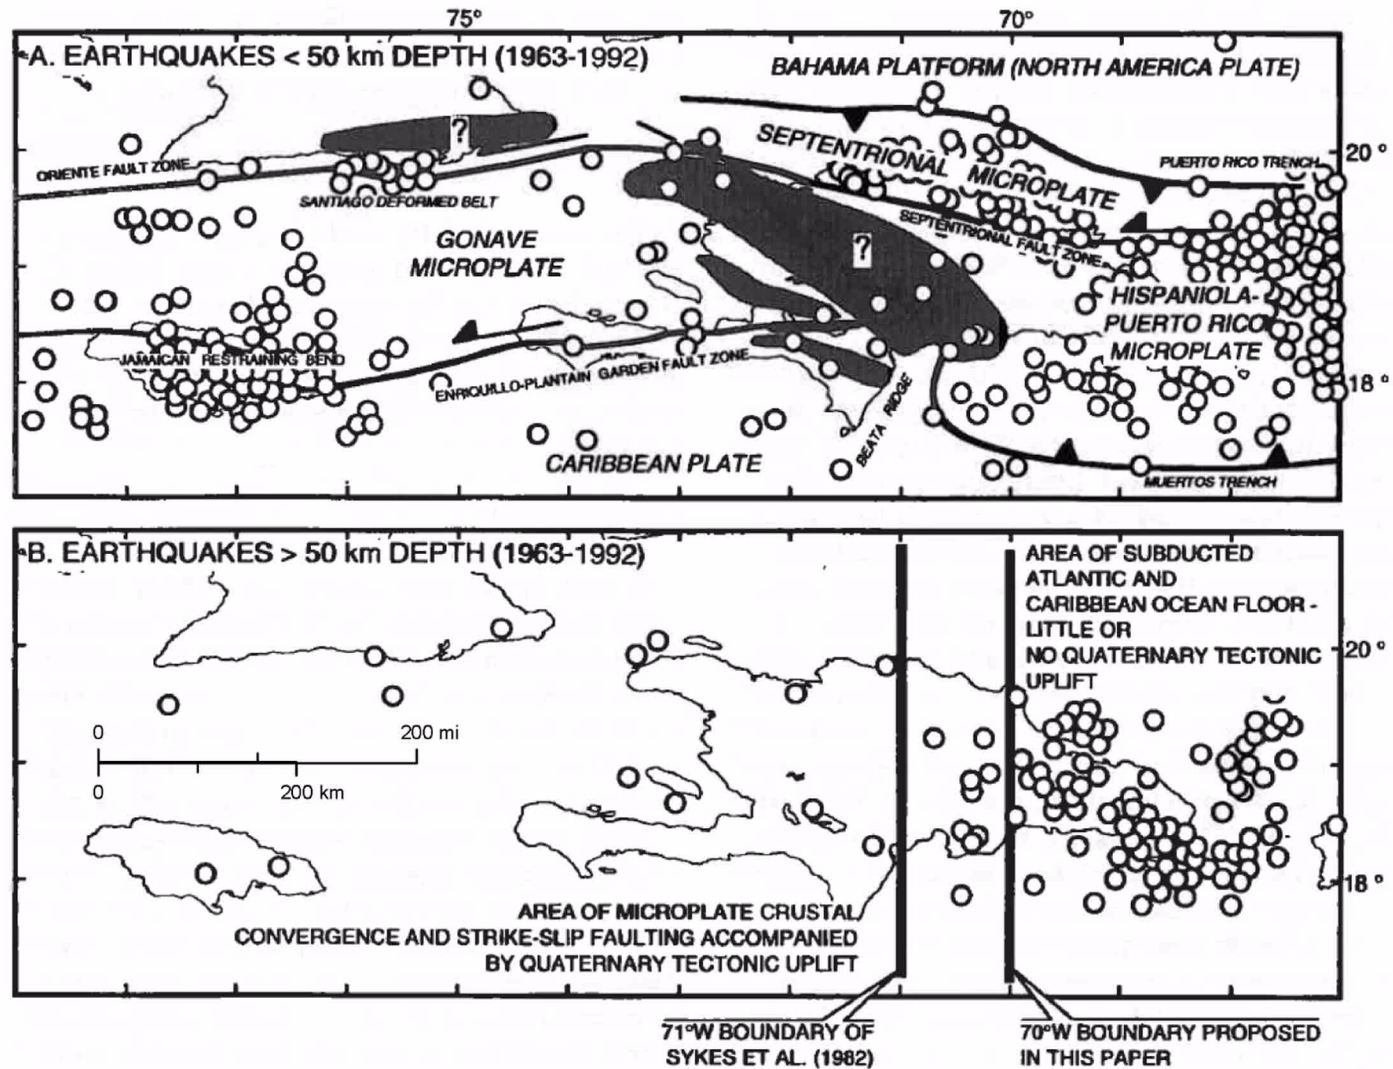 75° 70°
A. EARTHQUAKES < 50 km DEPTH (1963-1992)
BAHAMA PLATFORM (NORTH AMERICA PLATE)
?
SEPTENTRIONAL MICROPLATE
20°
PUERTO RICO TRENCH
ORIENTE FAULT ZONE
SANTIAGO DEFORMED BELT
SEPTENTRIONAL FAULT ZONE
GONAVE
MICROPLATE
?
HISPANIOLA-
PUERTO RICO
MICROPLATE
JAMAICAN RESTRAINING BEND
ENRIQUILLO-PLANTAIN GARDEN FAULT ZONE
18°
BEATA RIDGE
CARIBBEAN PLATE
MUERTOS TRENCH
B. EARTHQUAKES > 50 km DEPTH (1963-1992)
AREA OF SUBDUCTED
ATLANTIC AND
CARIBBEAN OCEAN FLOOR -
LITTLE OR
NO QUATERNARY TECTONIC
UPLIFT
20°
0 200 mi
0 200 km
18°
AREA OF MICROPLATE CRUSTAL
CONVERGENCE AND STRIKE-SLIP FAULTING ACCOMPANIED
BY QUATERNARY TECTONIC UPLIFT
71°W BOUNDARY OF
SYKES ET AL. (1982)
70°W BOUNDARY PROPOSED
IN THIS PAPER